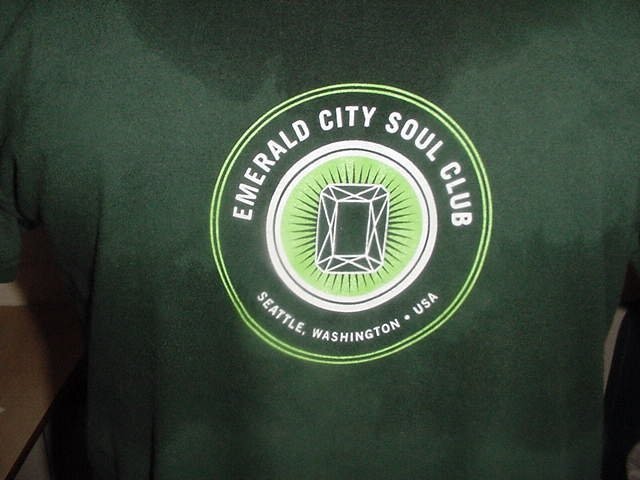 EMERALD CITY SOUL CLUB
SEATTLE, WASHINGTON • USA